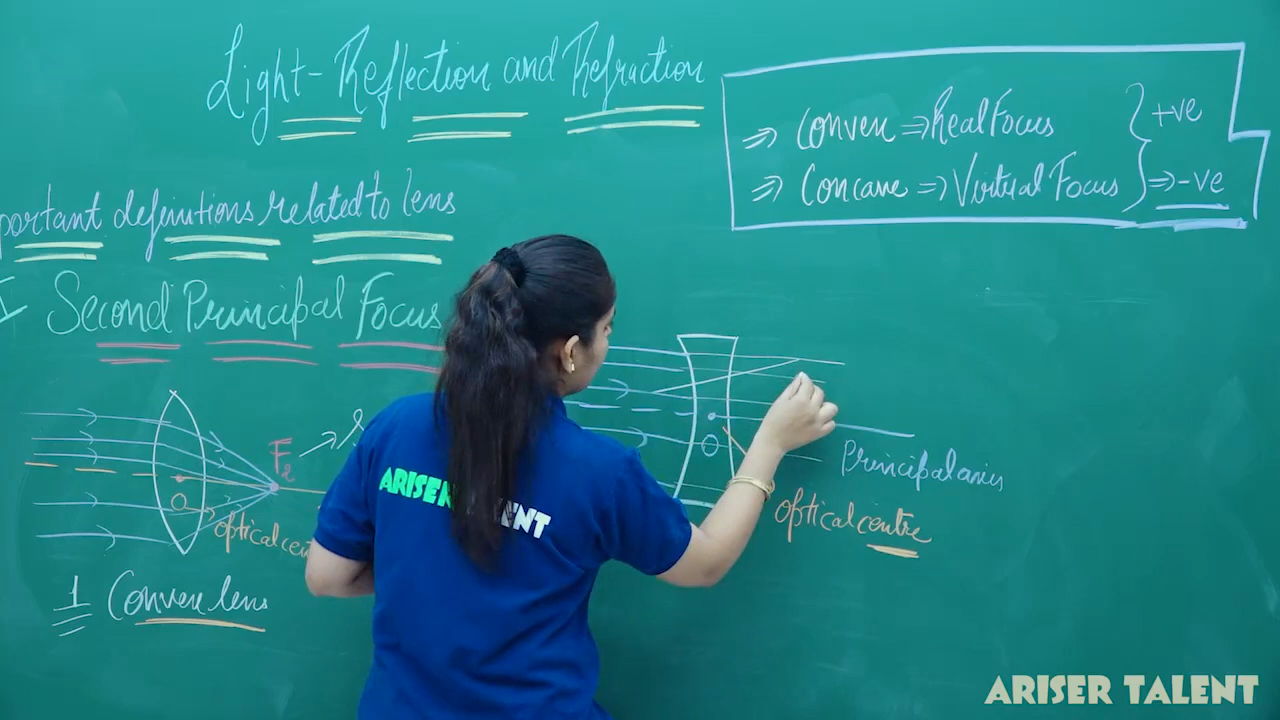 Light-Reflection and Refraction
⇒ Convex ⇒ Real Focus } +ve
⇒ Concave ⇒ Virtual Focus } ⇒ -ve
portant definitions related to lens
Second Principal Focus
F2
O
optical cen
1 Convex lens
O
Principal axis
optical centre
ARISER
ENT
ARISER TALENT